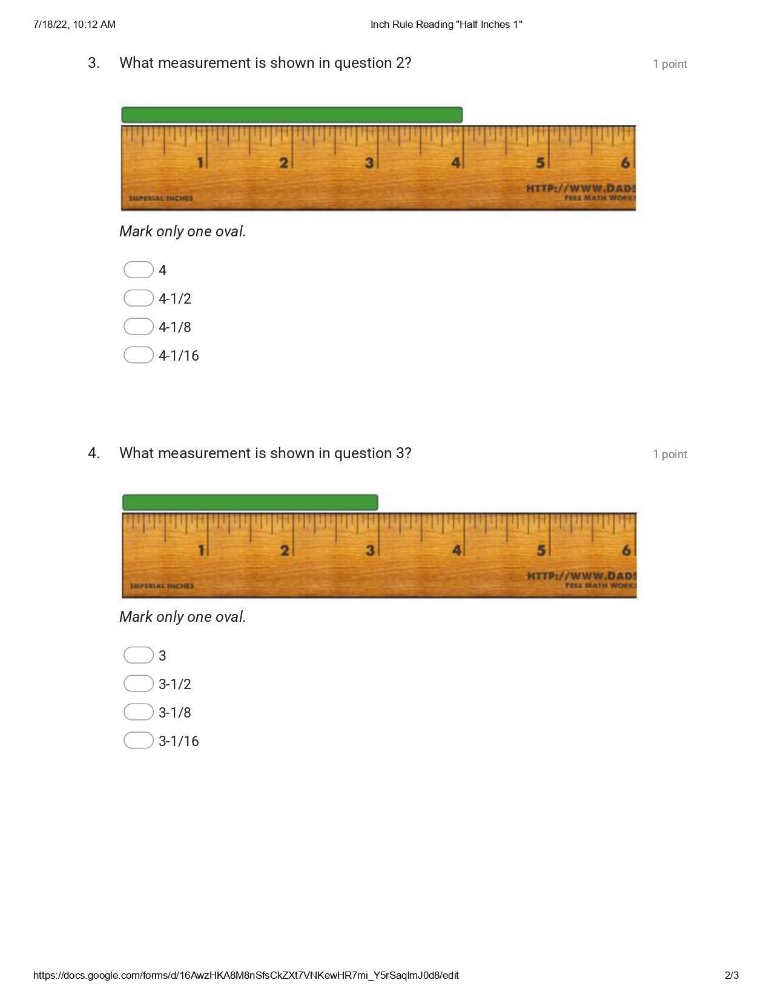 7/18/22, 10:12 AM
Inch Rule Reading "Half Inches 1"
3. What measurement is shown in question 2? 1 point
1 2 3 4 5 6
HTTP://WWW.DADS
IMPERIAL INCHES
FREE MATH WORKS
Mark only one oval.
4
4-1/2
4-1/8
4-1/16
4. What measurement is shown in question 3? 1 point
1 2 3 4 5 6
HTTP://WWW.DADS
IMPERIAL INCHES
FREE MATH WORKS
Mark only one oval.
3
3-1/2
3-1/8
3-1/16
https://docs.google.com/forms/d/16AwzHKA8M8nSfsCkZXt7VNKewHR7mi_Y5rSaqImJ0d8/edit 2/3